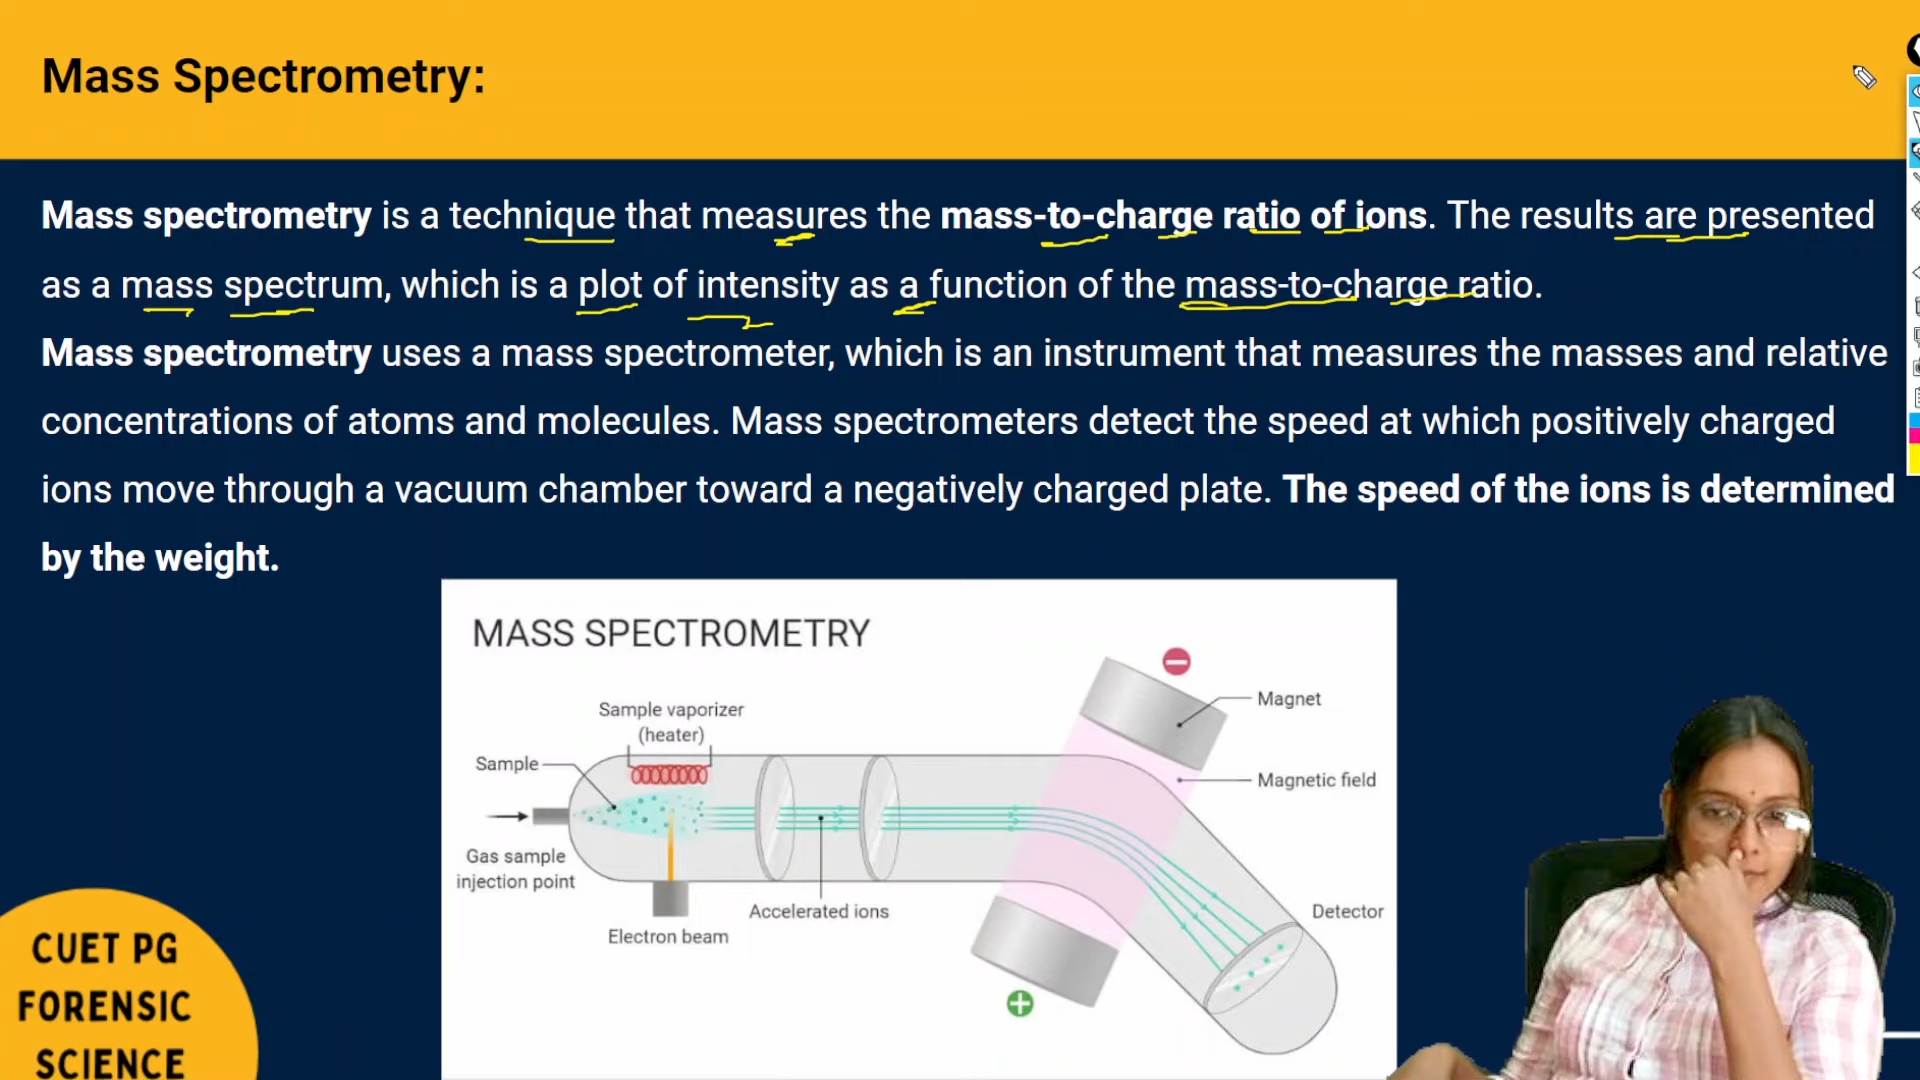 Mass Spectrometry:
Mass spectrometry is a technique that measures the mass-to-charge ratio of ions. The results are presented
as a mass spectrum, which is a plot of intensity as a function of the mass-to-charge ratio.
Mass spectrometry uses a mass spectrometer, which is an instrument that measures the masses and relative
concentrations of atoms and molecules. Mass spectrometers detect the speed at which positively charged
ions move through a vacuum chamber toward a negatively charged plate. The speed of the ions is determined
by the weight.
MASS SPECTROMETRY
Sample vaporizer
(heater)
Sample
Gas sample
injection point
Electron beam
Accelerated ions
Magnet
Magnetic field
Detector
CUET PG
FORENSIC
SCIENCE